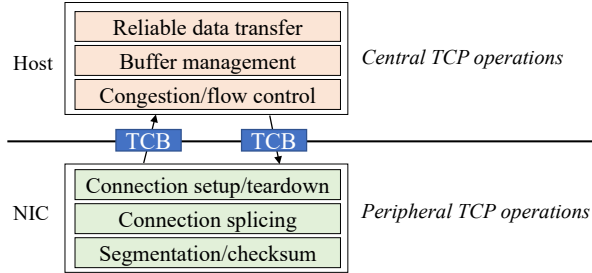 Reliable data transfer
Host
Buffer management
Central TCP operations
Congestion/flow control
TCB
TCB
Connection setup/teardown
NIC
Connection splicing
Peripheral TCP operations
Segmentation/checksum